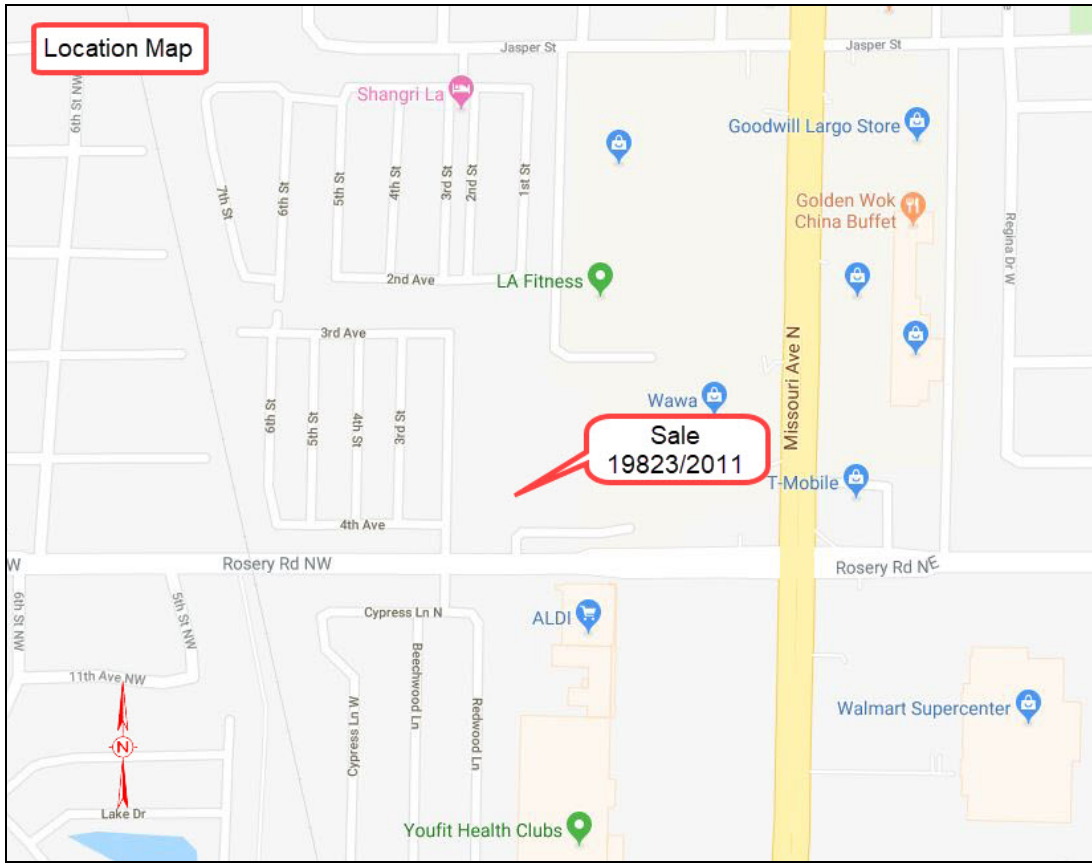 Location Map
Jasper St
Jasper St
6th St NW
Shangri La
Goodwill Largo Store
7th St
6th St
5th St
4th St
3rd St
2nd St
1st St
Golden Wok
China Buffet
Regina Dr W
2nd Ave
LA Fitness
3rd Ave
Missouri Ave N
Wawa
6th St
5th St
4th St
3rd St
Sale
19823/2011
T-Mobile
4th Ave
W
Rosery Rd NW
Rosery Rd NE
6th St NW
5th St NW
Cypress Ln N
ALDI
Beechwood Ln
11th Ave NW
Cypress Ln W
Redwood Ln
Walmart Supercenter
N
Lake Dr
Youfit Health Clubs